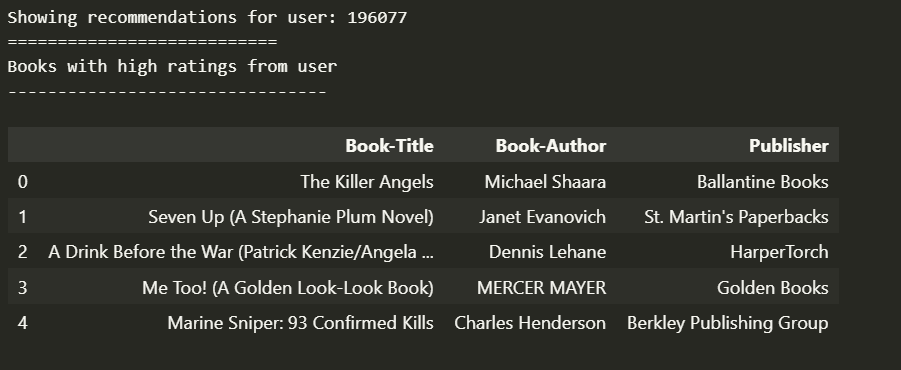 Showing recommendations for user: 196077
===========================
Books with high ratings from user
--------------------------------
Book-Title Book-Author Publisher
0 The Killer Angels Michael Shaara Ballantine Books
1 Seven Up (A Stephanie Plum Novel) Janet Evanovich St. Martin's Paperbacks
2 A Drink Before the War (Patrick Kenzie/Angela ... Dennis Lehane HarperTorch
3 Me Too! (A Golden Look-Look Book) MERCER MAYER Golden Books
4 Marine Sniper: 93 Confirmed Kills Charles Henderson Berkley Publishing Group